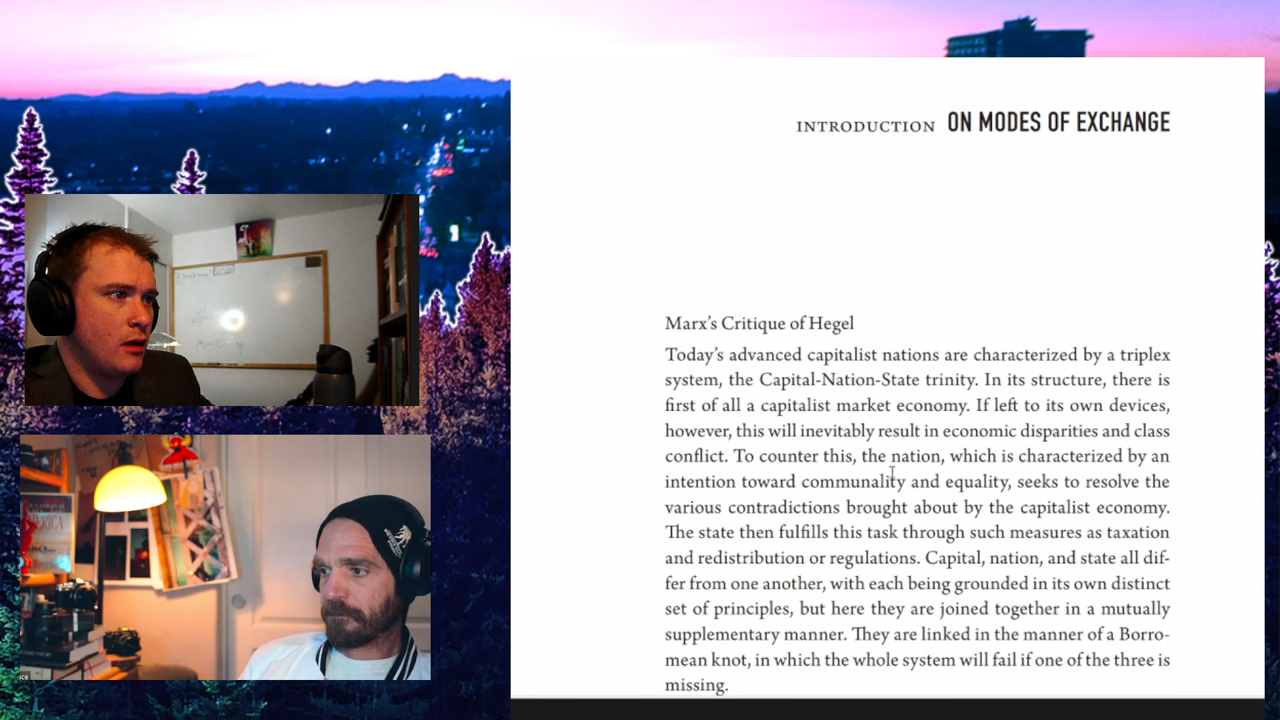 INTRODUCTION ON MODES OF EXCHANGE
Marx's Critique of Hegel
Today's advanced capitalist nations are characterized by a triplex
system, the Capital-Nation-State trinity. In its structure, there is
first of all a capitalist market economy. If left to its own devices,
however, this will inevitably result in economic disparities and class
conflict. To counter this, the nation, which is characterized by an
intention toward communality and equality, seeks to resolve the
various contradictions brought about by the capitalist economy.
The state then fulfills this task through such measures as taxation
and redistribution or regulations. Capital, nation, and state all dif-
fer from one another, with each being grounded in its own distinct
set of principles, but here they are joined together in a mutually
supplementary manner. They are linked in the manner of a Borro-
mean knot, in which the whole system will fail if one of the three is
missing.